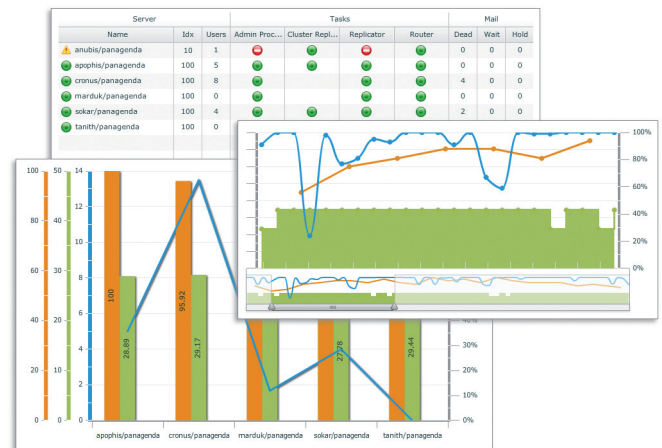 Server Tasks Mail
Name Idx Users Admin Proc... Cluster Repl... Replicator Router Dead Wait Hold
anubis/panagenda 10 1 0 0 0
apophis/panagenda 100 5 0 0 0
cronus/panagenda 100 8 4 0 0
marduk/panagenda 100 0 0 0 0
sokar/panagenda 100 4 2 0 0
tanith/panagenda 100 0
100%
80%
60%
40%
20%
0%
100 50 14
12
80 40
10
60 30 8
6
40 20
4
20 10
2
0 0 0
100
28.89
95.92
29.17
27.78
29.44
40%
30%
20%
10%
0%
apophis/panagenda cronus/panagenda marduk/panagenda sokar/panagenda tanith/panagenda